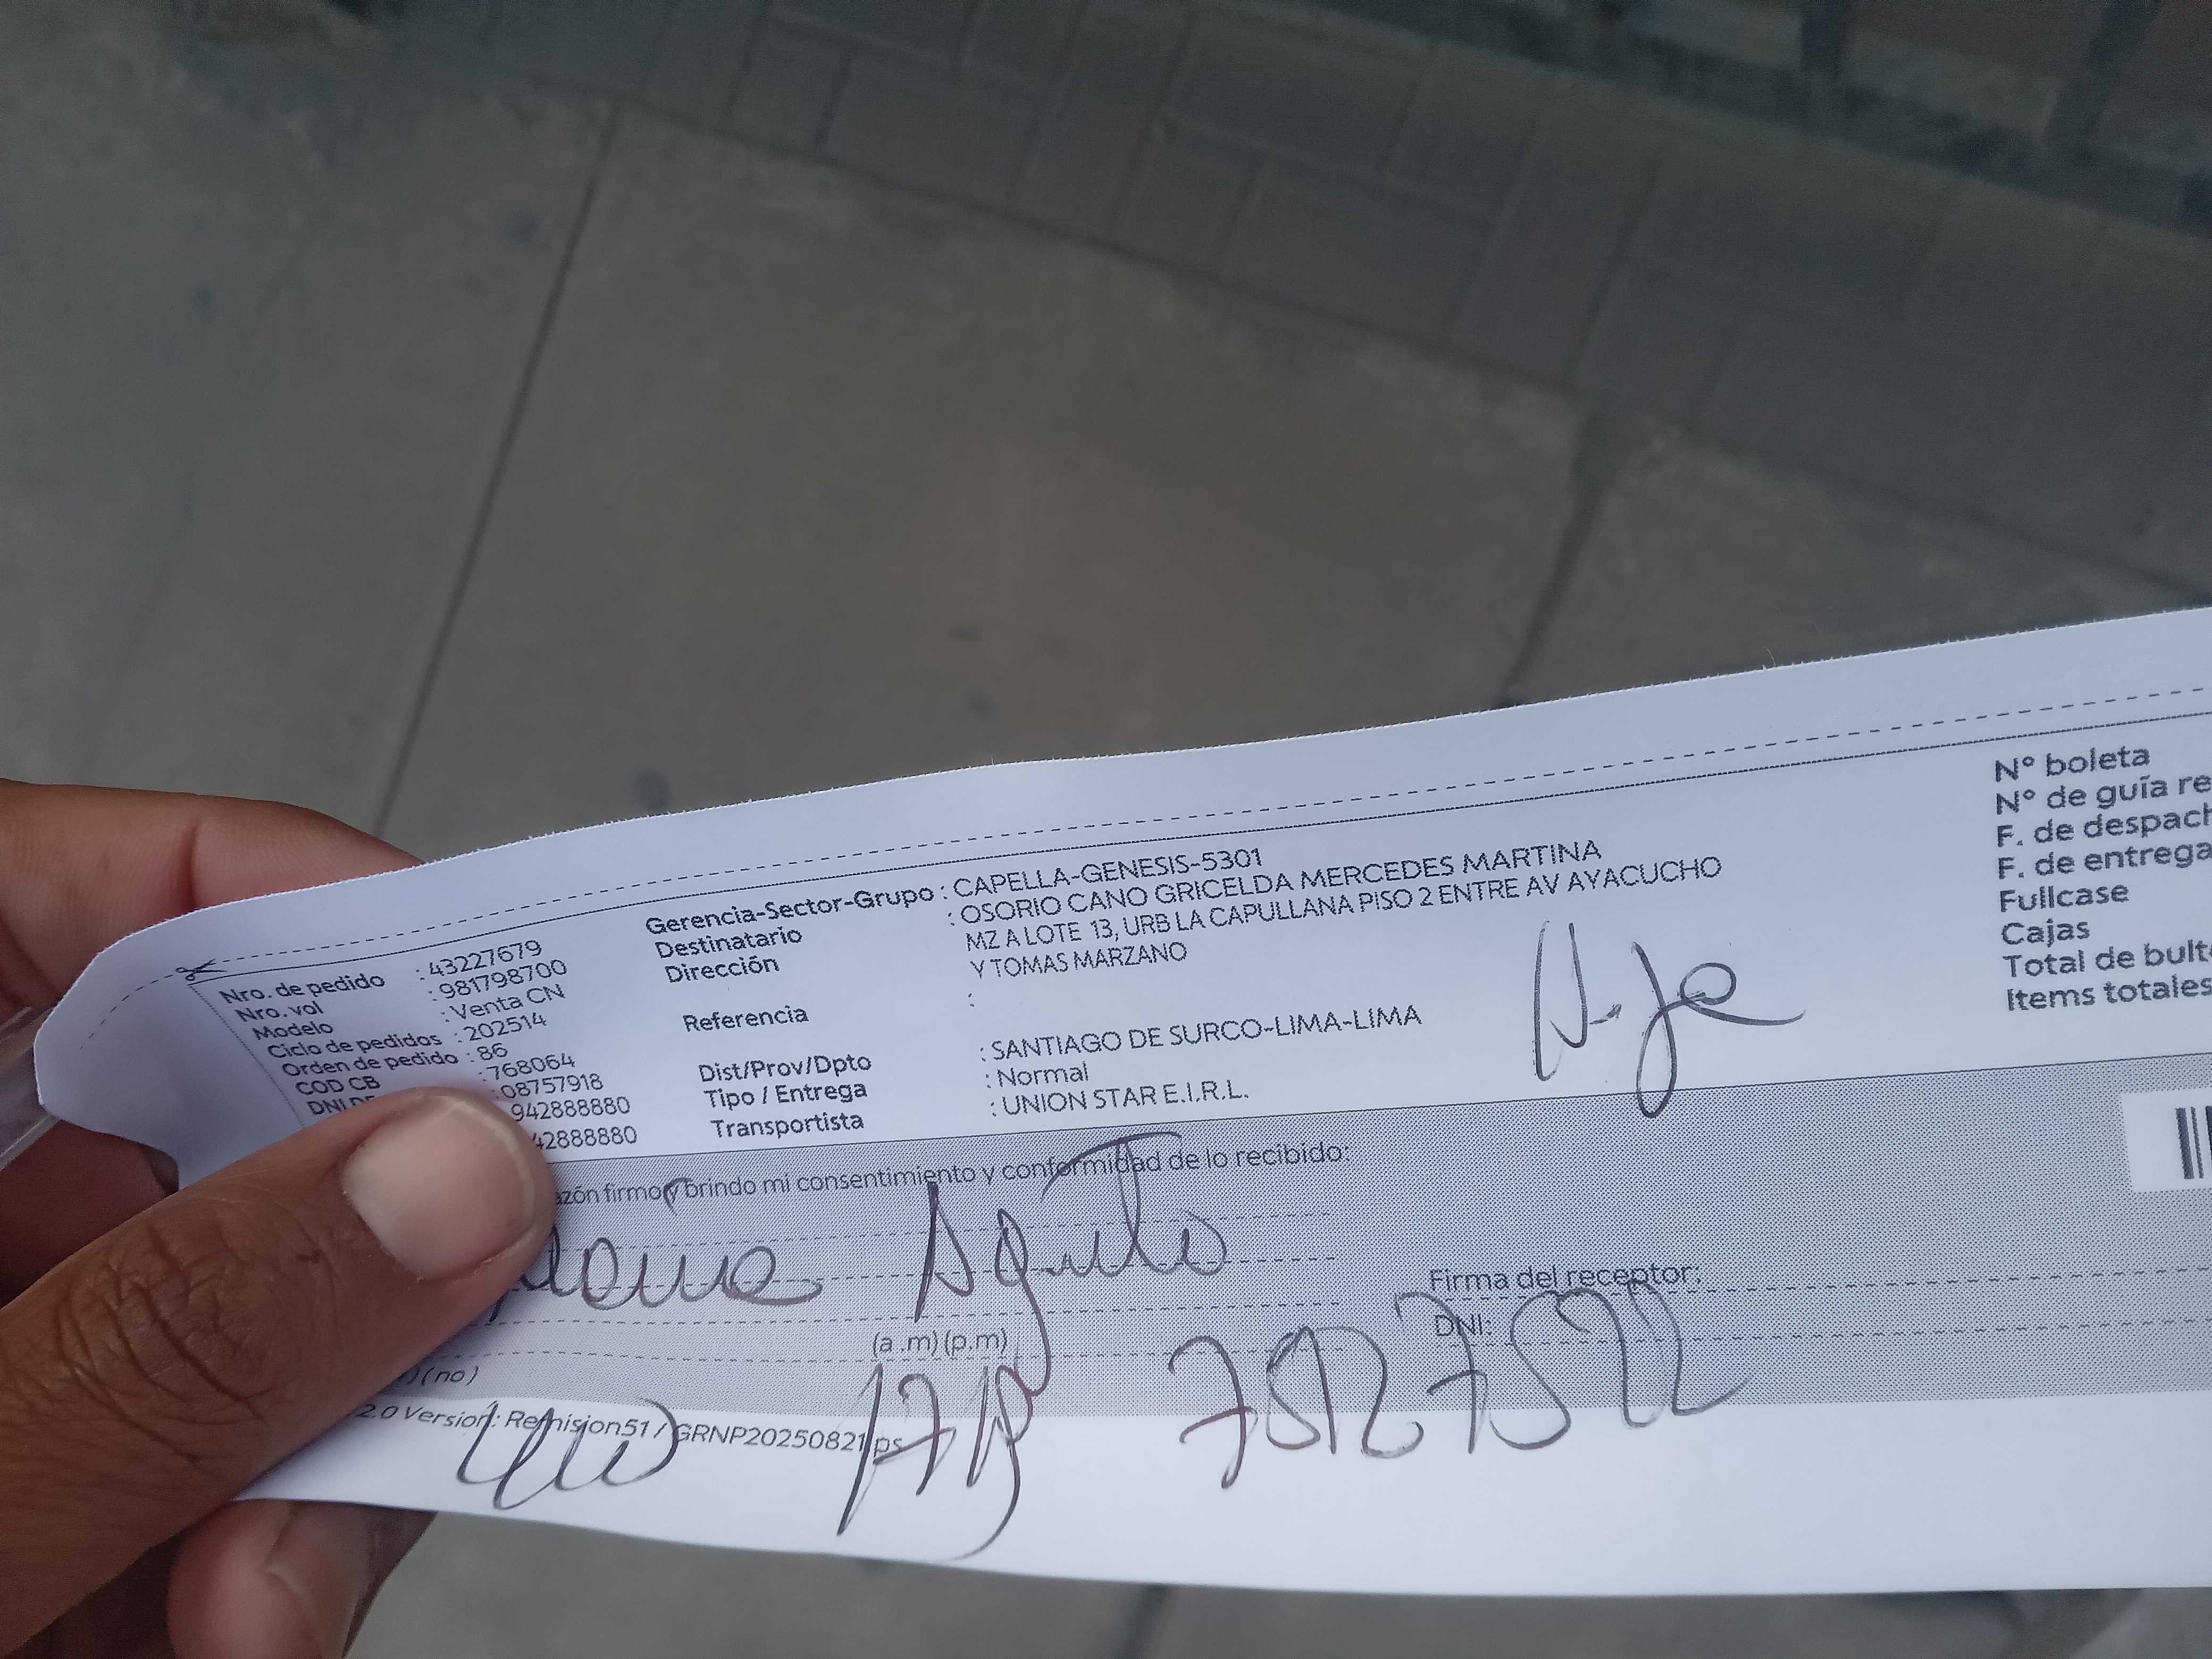 Nro. de pedido : 43227679
Nro. vol : 981798700
Modelo : Venta CN
Ciclo de pedidos : 202514
Orden de pedido : 86
COD CB : 768064
DNI : 08757918
942888880
42888880
Gerencia-Sector-Grupo : CAPELLA-GENESIS-5301
Destinatario : OSORIO CANO GRICELDA MERCEDES MARTINA
Dirección MZ A LOTE 13, URB LA CAPULLANA PISO 2 ENTRE AV AYACUCHO
Y TOMAS MARZANO
Referencia :
Dist/Prov/Dpto : SANTIAGO DE SURCO-LIMA-LIMA
Tipo / Entrega : Normal
Transportista : UNION STAR E.I.R.L.
N° boleta
N° de guía re
F. de despach
F. de entrega
Fullcase
Cajas
Total de bult
Items totales
azón firmo y brindo mi consentimiento y conformidad de lo recibido:
Firma del receptor:
DNI:
(a .m) (p.m)
) (no)
2.0 Version: Remision51 / GRNP20250821.ps